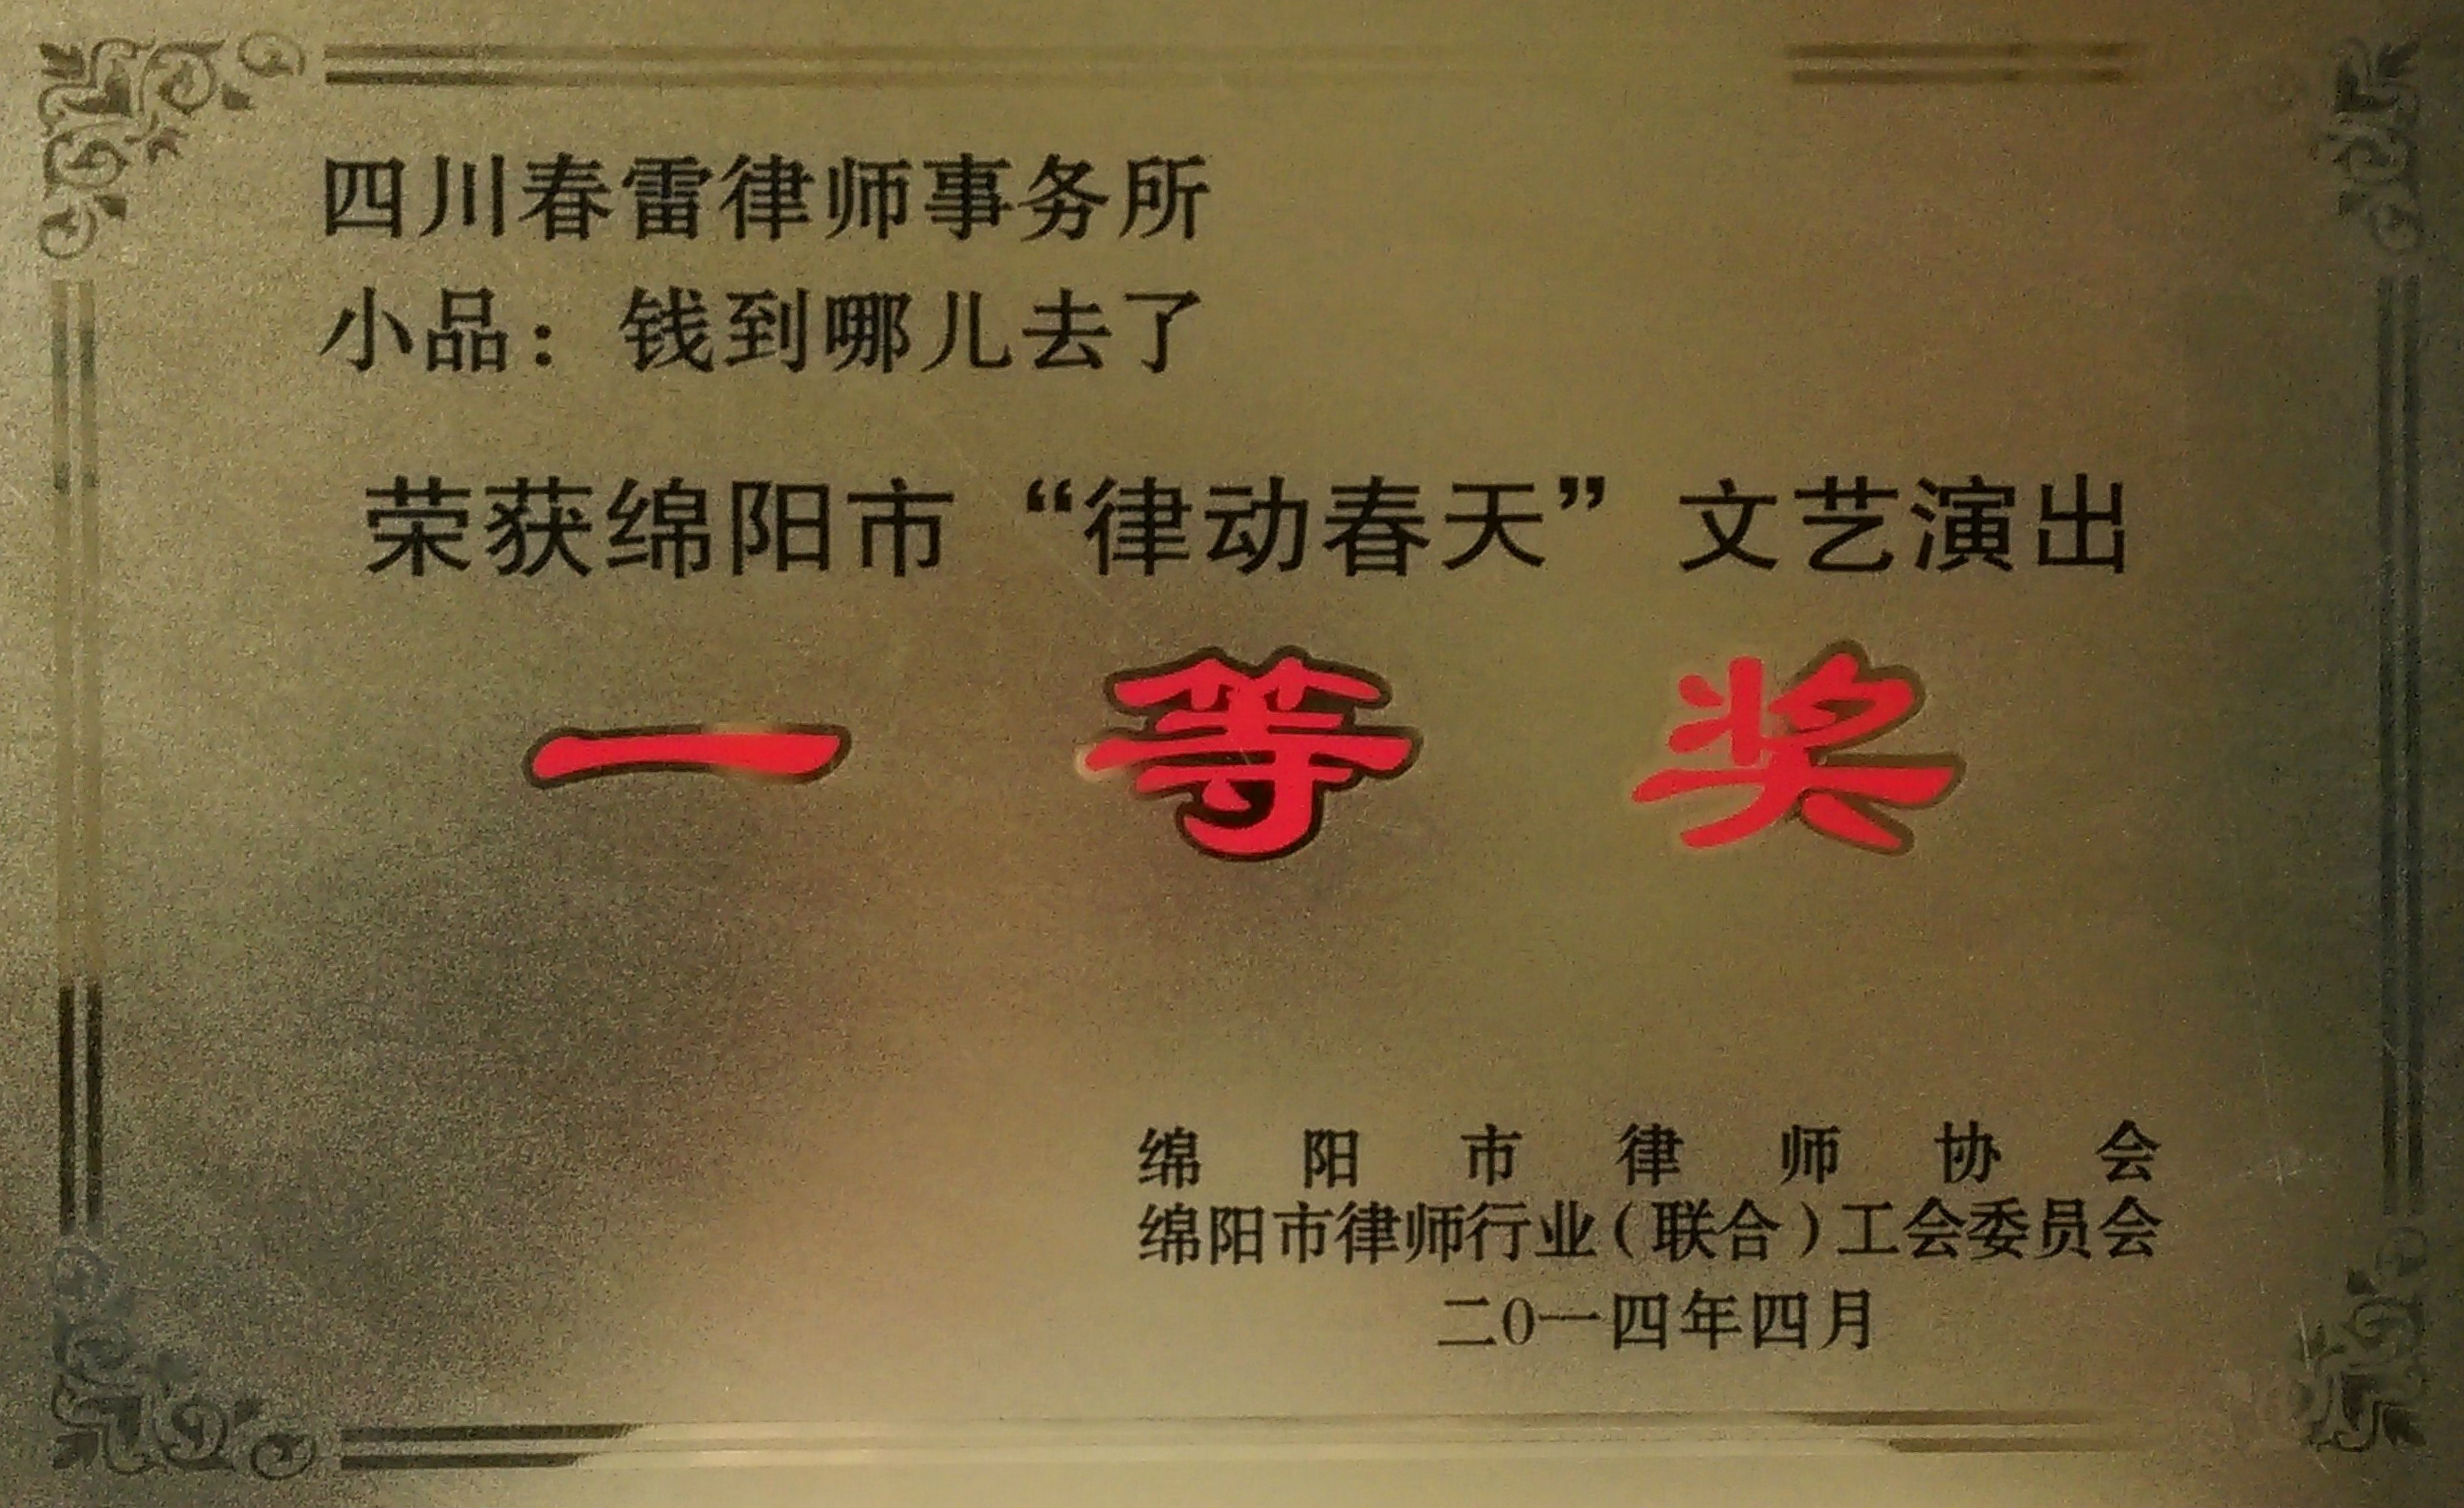 四川春雷律师事务所
小品：钱到哪儿去了
荣获绵阳市“律动春天”文艺演出
一等奖
绵阳市律师协会
绵阳市律师行业（联合）工会委员会
二0一四年四月